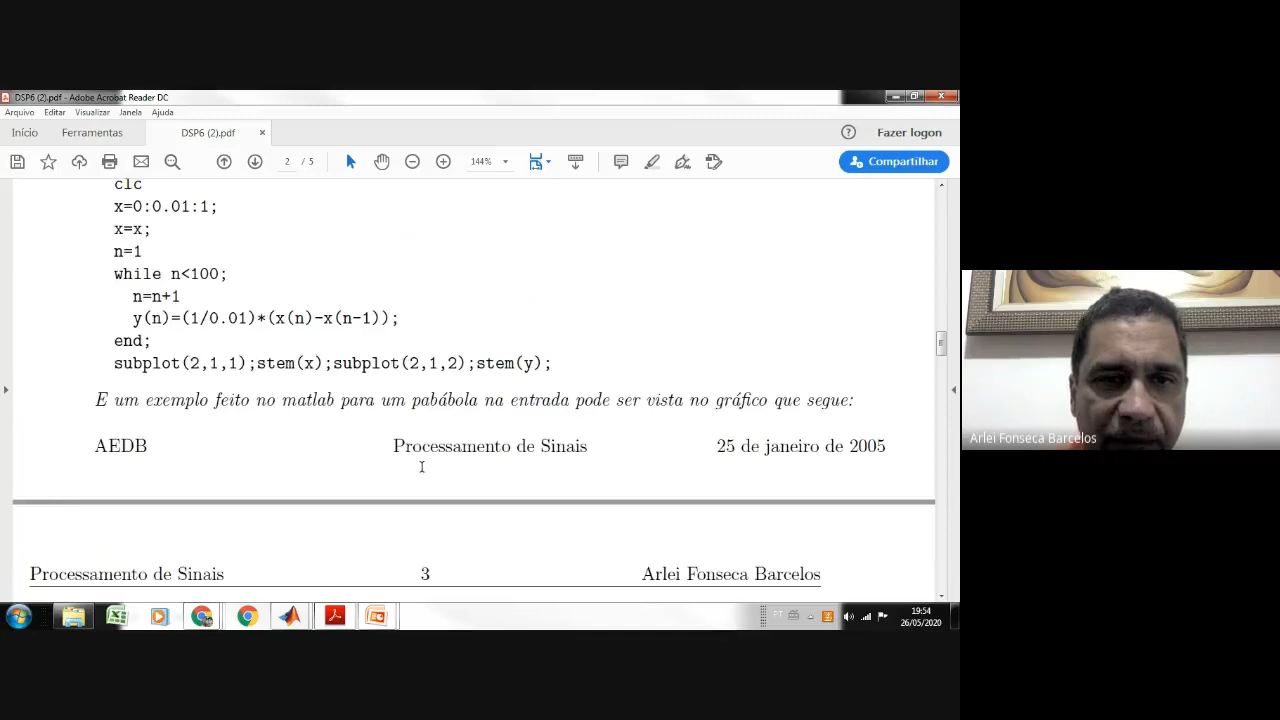 DSP6 (2).pdf - Adobe Acrobat Reader DC
Arquivo Editar Visualizar Janela Ajuda
Início Ferramentas DSP6 (2).pdf × Fazer logon
2 / 5 144% Compartilhar
clc
x=0:0.01:1;
x=x;
n=1
while n<100;
n=n+1
y(n)=(1/0.01)*(x(n)-x(n-1));
end;
subplot(2,1,1);stem(x);subplot(2,1,2);stem(y);
E um exemplo feito no matlab para um pabábola na entrada pode ser vista no gráfico que segue:
AEDB Processamento de Sinais 25 de janeiro de 2005
Processamento de Sinais 3 Arlei Fonseca Barcelos
PT 19:54
26/05/2020
Arlei Fonseca Barcelos